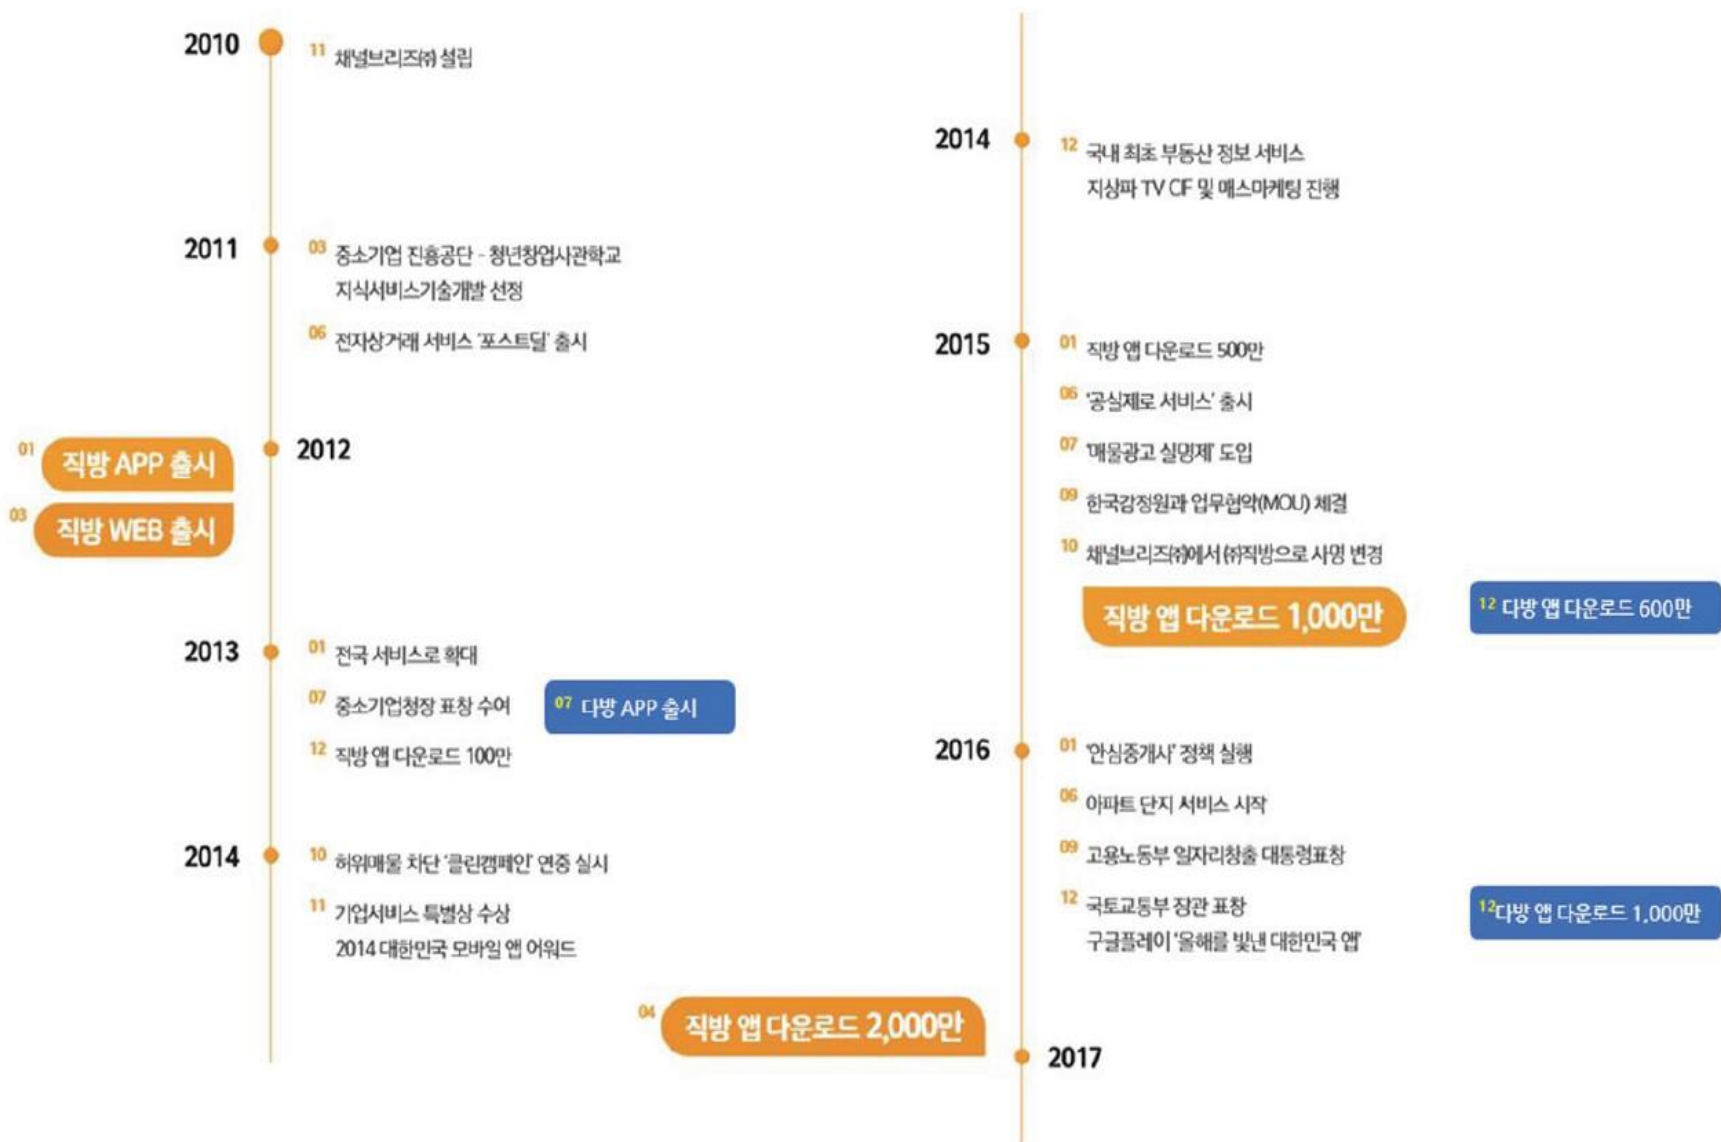 2010
11 채널브리즈㈜ 설립
2011
03 중소기업 진흥공단 - 청년창업사관학교
지식서비스기술개발 선정
06 전자상거래 서비스 '포스트딜' 출시
2012
01 직방 APP 출시
03 직방 WEB 출시
2013
01 전국 서비스로 확대
07 중소기업청장 표창 수여
07 다방 APP 출시
12 직방 앱 다운로드 100만
2014
10 허위매물 차단 '클린캠페인' 연중 실시
11 기업서비스 특별상 수상
2014 대한민국 모바일 앱 어워드
2014
12 국내 최초 부동산 정보 서비스
지상파 TV CF 및 매스마케팅 진행
2015
01 직방 앱 다운로드 500만
06 '공실제로 서비스' 출시
07 '매물광고 실명제' 도입
09 한국감정원과 업무협약(MOU) 체결
10 채널브리즈㈜에서 ㈜직방으로 사명 변경
직방 앱 다운로드 1,000만
12 다방 앱 다운로드 600만
2016
01 '안심중개사' 정책 실행
06 아파트 단지 서비스 시작
09 고용노동부 일자리창출 대통령표창
12 국토교통부 장관 표창
구글플레이 '올해를 빛낸 대한민국 앱'
12다방 앱 다운로드 1,000만
04 직방 앱 다운로드 2,000만
2017